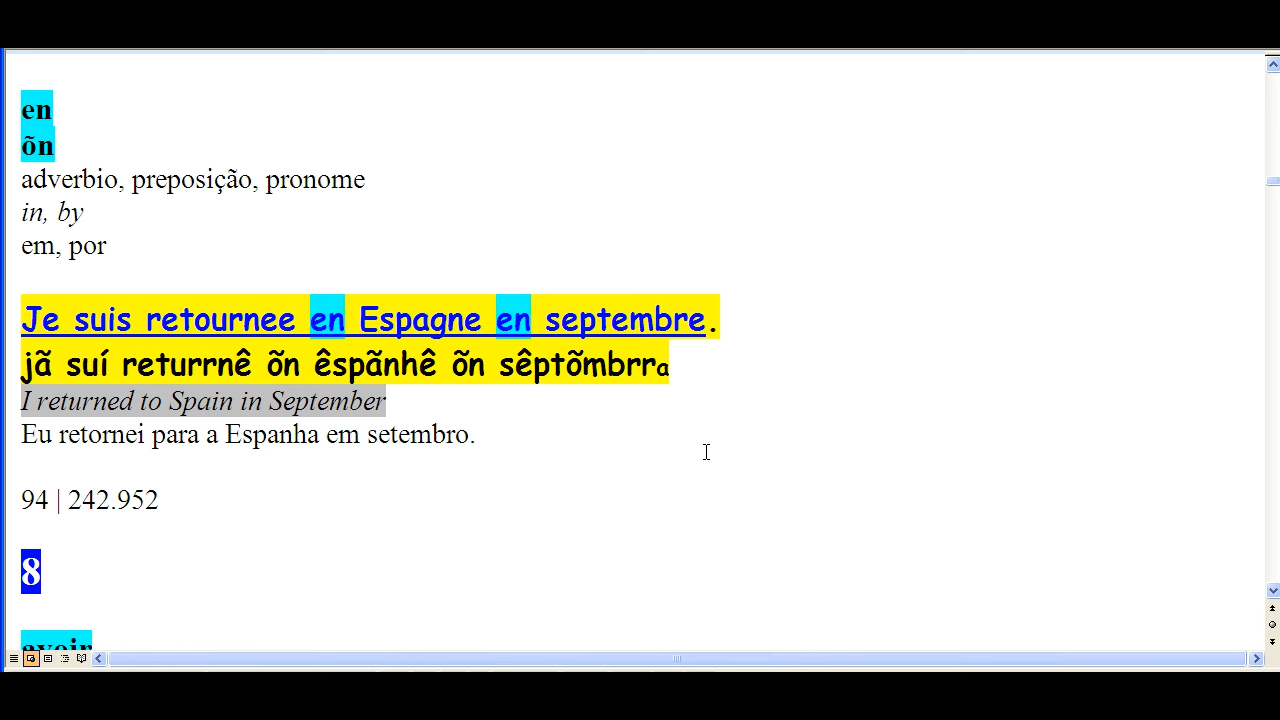 en
õn
adverbio, preposição, pronome
in, by
em, por
Je suis retournee en Espagne en septembre.
jã suí returrnê õn êspãnhê õn sêptõmbrra
I returned to Spain in September
Eu retornei para a Espanha em setembro.
94 | 242.952
8
avoir